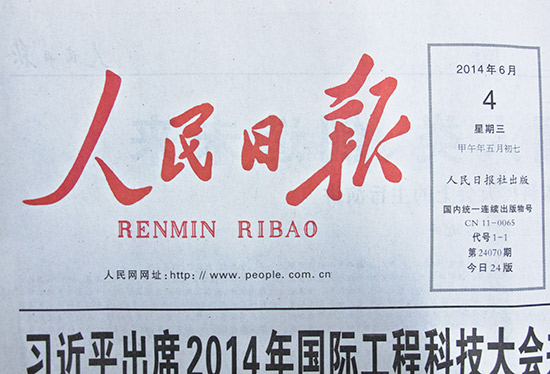 人民日报
RENMIN RIBAO
人民网网址:http://www.people.com.cn
2014年6月
4
星期三
甲午年五月初七
人民日报社出版
国内统一连续出版物号
CN 11-0065
代号1-1
第24070期
今日24版
习近平出席2014年国际工程科技大会